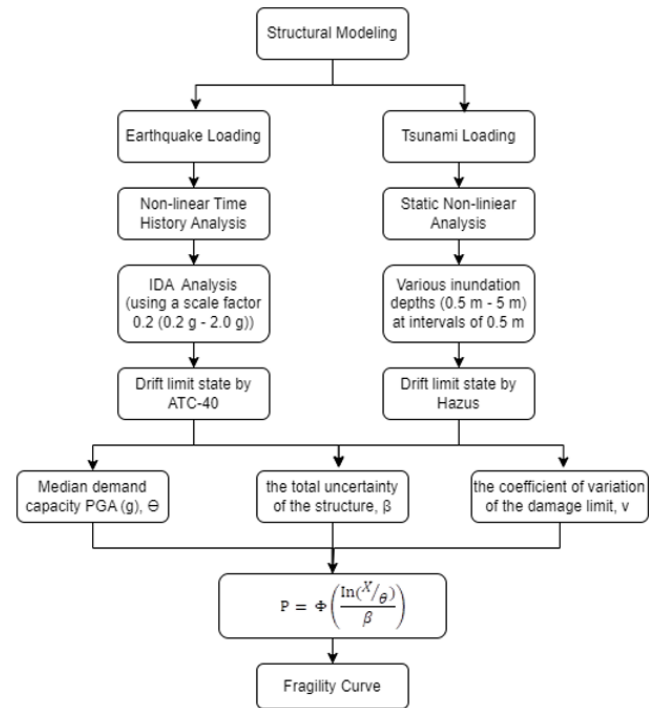 Structural Modeling
Earthquake Loading
Tsunami Loading
Non-linear Time
History Analysis
Static Non-liniear
Analysis
IDA Analysis
(using a scale factor
0.2 (0.2 g - 2.0 g))
Various inundation
depths (0.5 m - 5 m)
at intervals of 0.5 m
Drift limit state by
ATC-40
Drift limit state by
Hazus
Median demand
capacity PGA (g), Ɵ
the total uncertainty
of the structure, β
the coefficient of variation
of the damage limit, v
P = Φ(ln(X/θ)/β)
Fragility Curve